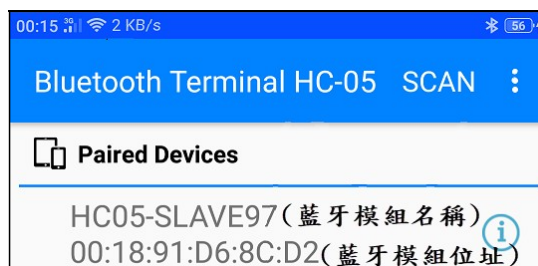 00:15 3G 2 KB/s 56
Bluetooth Terminal HC-05 SCAN
Paired Devices
HC05-SLAVE97(藍牙模組名稱)
00:18:91:D6:8C:D2(藍牙模組位址)